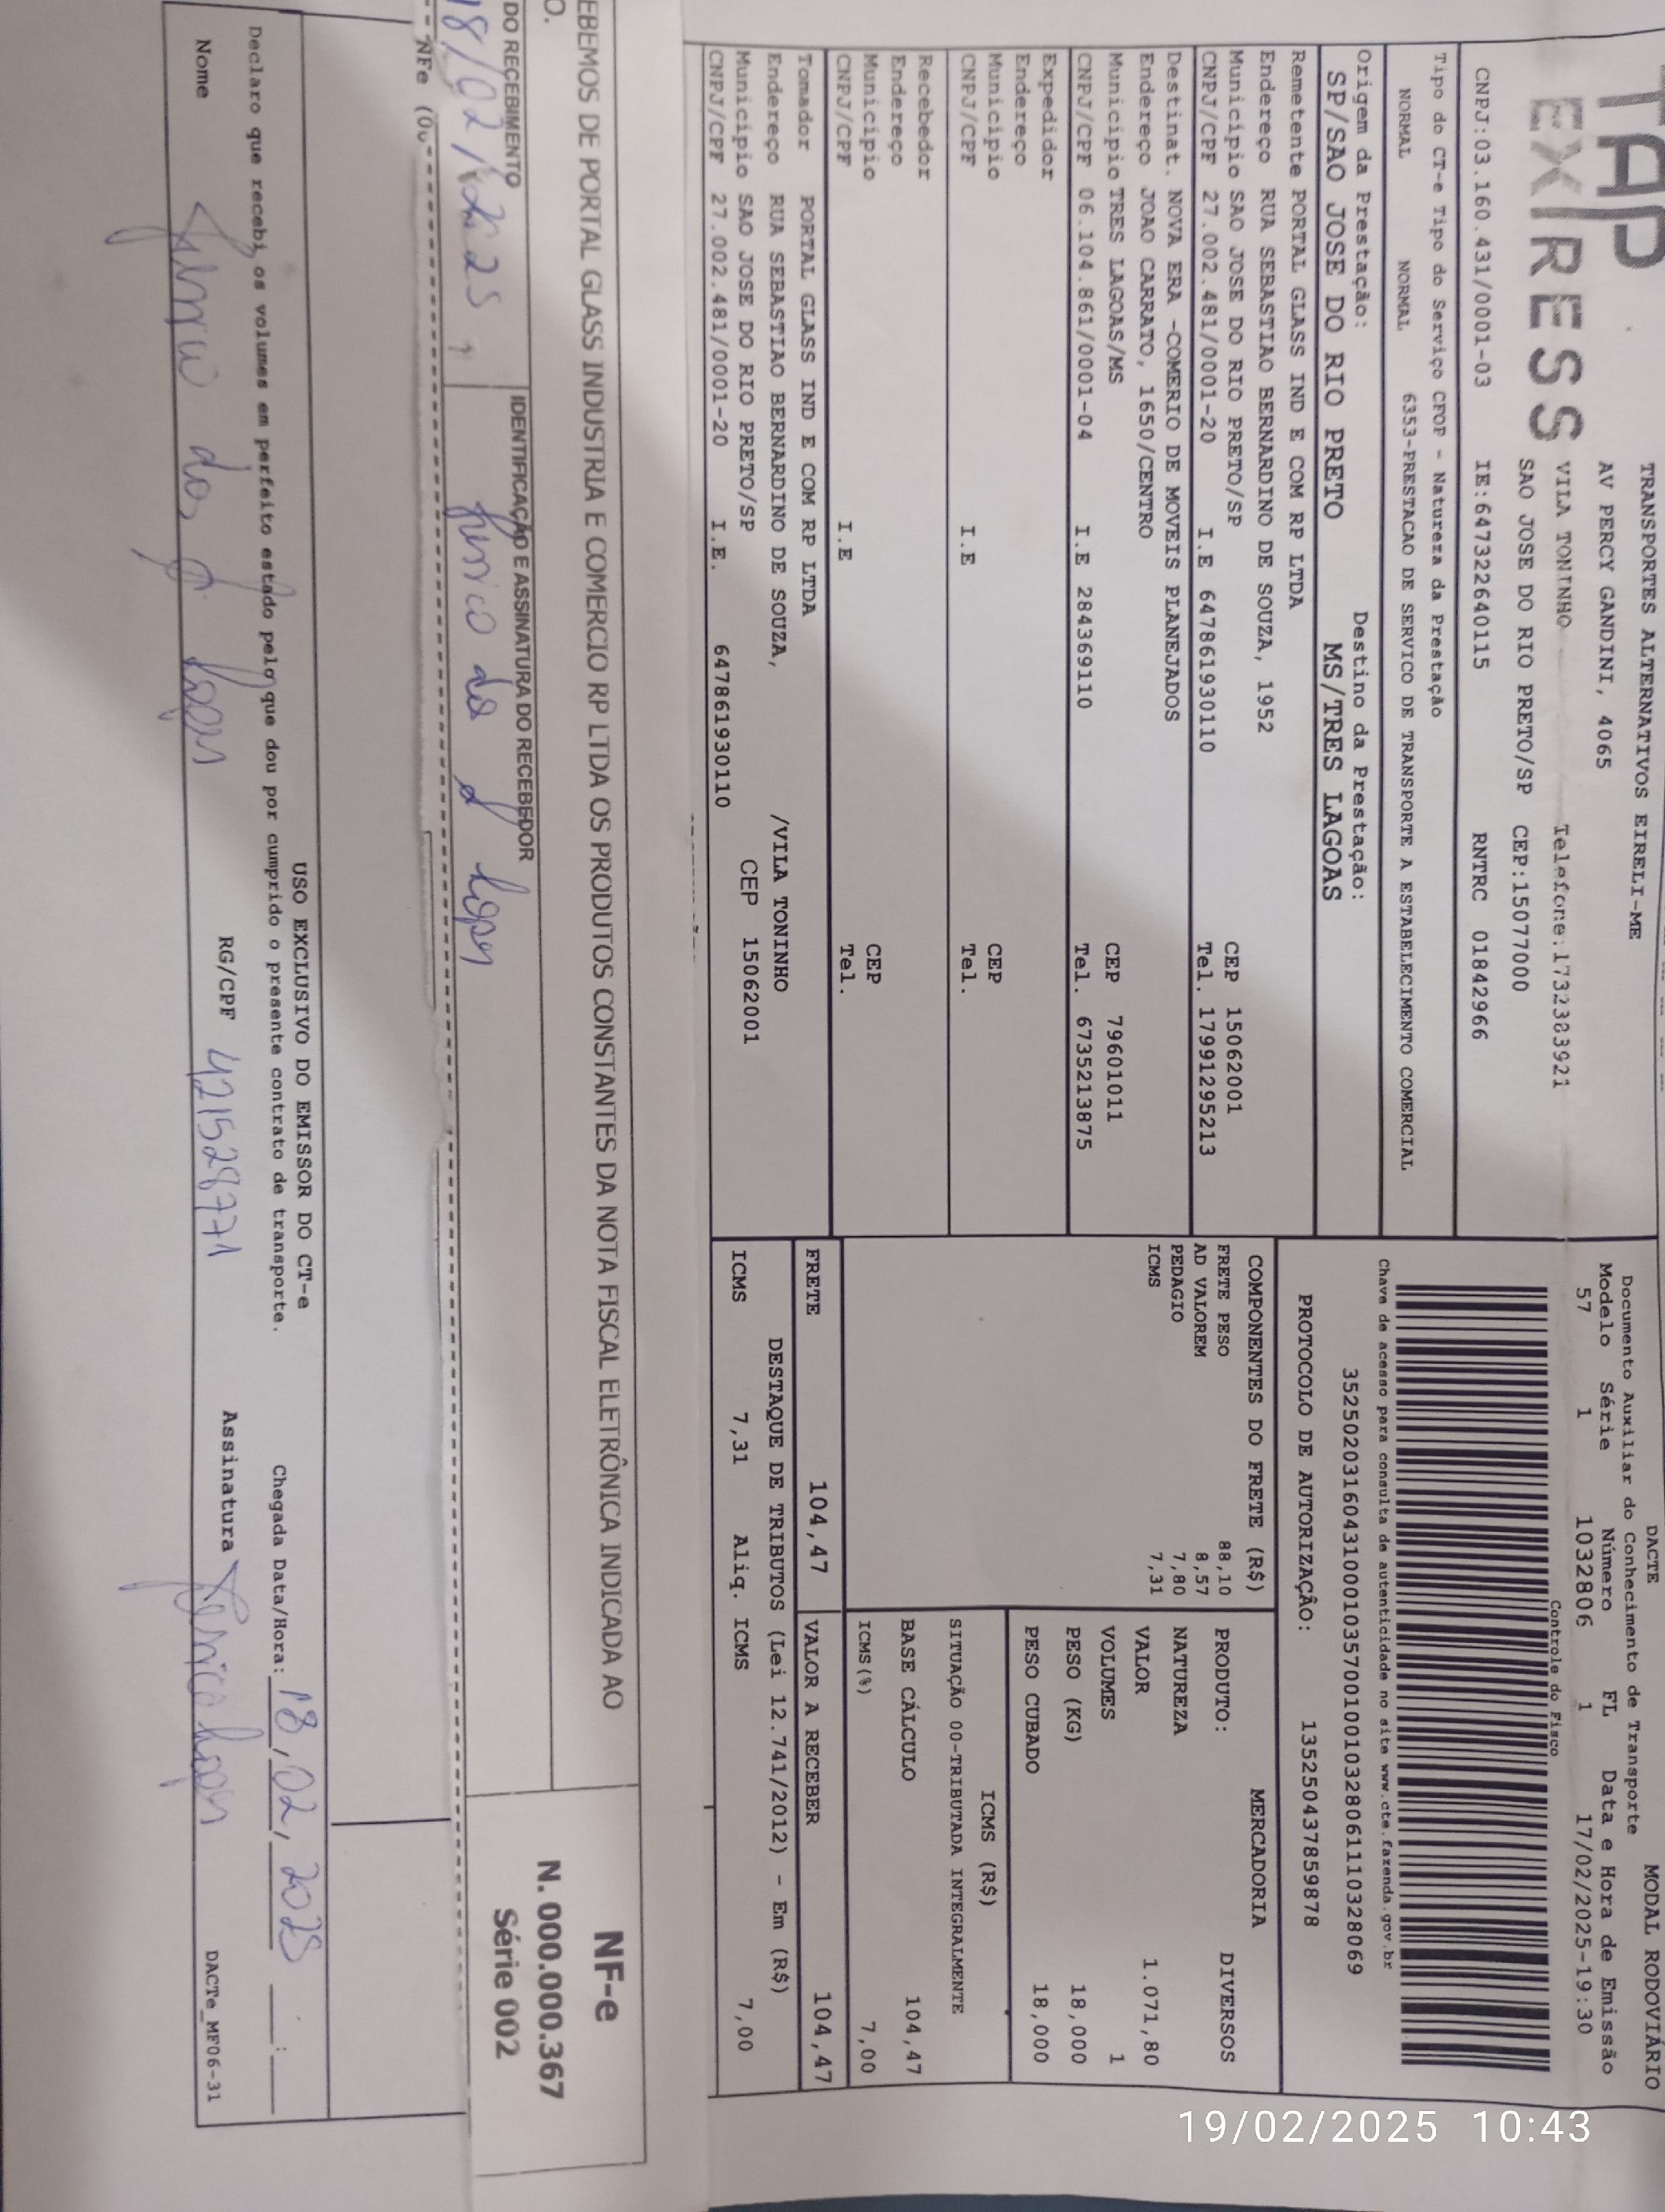 TAP
EXPRESS
TRANSPORTES ALTERNATIVOS EIRELI-ME
AV PERCY GANDINI, 4065
VILA TONINHO Telefone:1732383921
SAO JOSE DO RIO PRETO/SP CEP:15077000
CNPJ:03.160.431/0001-03 IE:647322640115 RNTRC 01842966
DACTE MODAL RODOVIÁRIO
Documento Auxiliar do Conhecimento de Transporte
Modelo Série Número FL Data e Hora de Emissão
57 1 1032806 1 17/02/2025-19:30
Controle do Fisco
Chave de acesso para consulta de autenticidade no site www.cte.fazenda.gov.br
35250203160431000103570010010328061110328069
PROTOCOLO DE AUTORIZAÇÃO: 135250437859878
Tipo do CT-e Tipo do Serviço CFOP - Natureza da Prestação
NORMAL NORMAL 6353-PRESTACAO DE SERVICO DE TRANSPORTE A ESTABELECIMENTO COMERCIAL
Origem da Prestação: Destino da Prestação:
SP/SAO JOSE DO RIO PRETO MS/TRES LAGOAS
Remetente PORTAL GLASS IND E COM RP LTDA
Endereço RUA SEBASTIAO BERNARDINO DE SOUZA, 1952
Municipio SAO JOSE DO RIO PRETO/SP CEP 15062001
CNPJ/CPF 27.002.481/0001-20 I.E 647861930110 Tel. 17991295213
Destinat. NOVA ERA -COMERIO DE MOVEIS PLANEJADOS
Endereço JOAO CARRATO, 1650/CENTRO
Municipio TRES LAGOAS/MS CEP 79601011
CNPJ/CPF 06.104.861/0001-04 I.E 284369110 Tel. 6735213875
Expedidor
Endereço
Municipio CEP
CNPJ/CPF I.E Tel.
Recebedor
Endereço
Municipio CEP
CNPJ/CPF I.E Tel.
Tomador PORTAL GLASS IND E COM RP LTDA
Endereço RUA SEBASTIAO BERNARDINO DE SOUZA, /VILA TONINHO
Municipio SAO JOSE DO RIO PRETO/SP CEP 15062001
CNPJ/CPF 27.002.481/0001-20 I.E. 647861930110
COMPONENTES DO FRETE (R$)
FRETE PESO 88,10
AD VALOREM 8,57
PEDAGIO 7,80
ICMS 7,31
MERCADORIA
PRODUTO: DIVERSOS
NATUREZA
VALOR 1.071,80
VOLUMES 1
PESO (KG) 18,000
PESO CUBADO 18,000
ICMS (R$)
SITUAÇÃO 00-TRIBUTADA INTEGRALMENTE
BASE CÁLCULO 104,47
ICMS(%) 7,00
FRETE 104,47 VALOR A RECEBER 104,47
DESTAQUE DE TRIBUTOS (Lei 12.741/2012) - Em (R$)
ICMS 7,31 Aliq. ICMS 7,00
EBEMOS DE PORTAL GLASS INDUSTRIA E COMERCIO RP LTDA OS PRODUTOS CONSTANTES DA NOTA FISCAL ELETRÔNICA INDICADA AO
O.
NF-e
N. 000.000.367
Série 002
DO RECEBIMENTO IDENTIFICAÇÃO E ASSINATURA DO RECEBEDOR
18/02/2025
NFe
USO EXCLUSIVO DO EMISSOR DO CT-e
Declaro que recebi os volumes em perfeito estado pelo que dou por cumprido o presente contrato de transporte. Chegada Data/Hora: 18,02,2025 :
Nome RG/CPF 421528771 Assinatura DACTe_MF06-31
19/02/2025 10:43